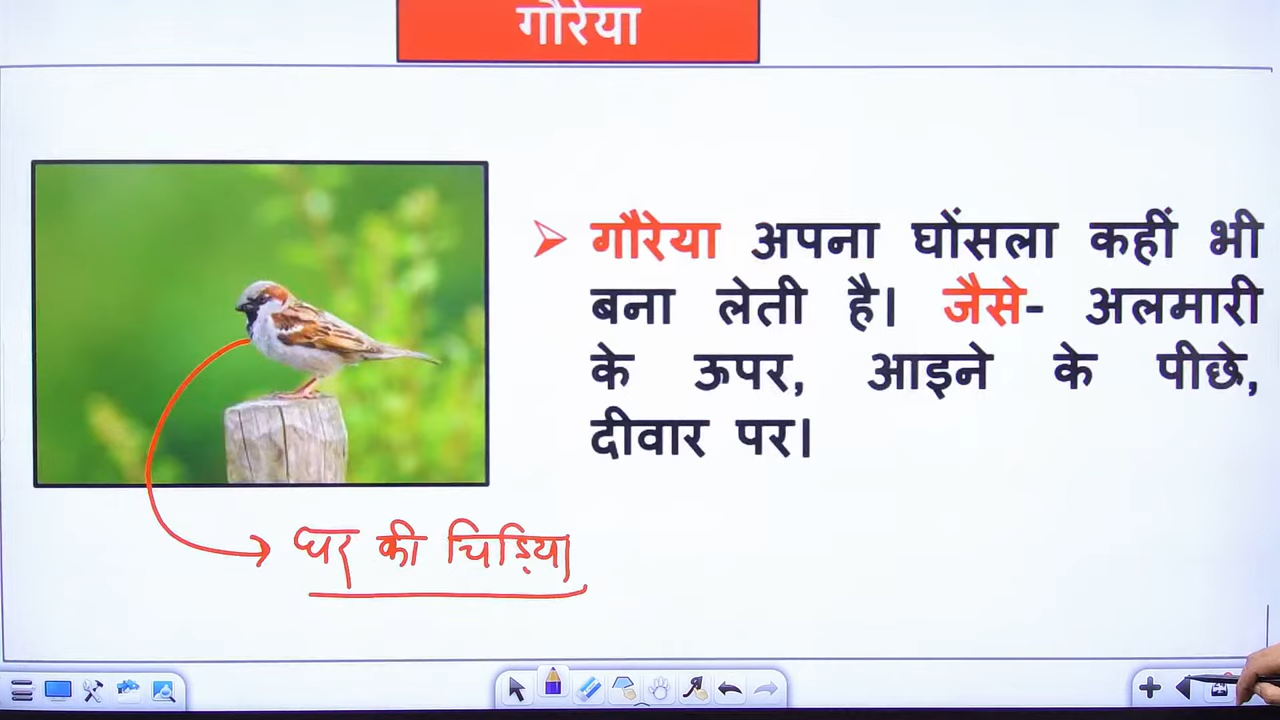 गौरेया
गौरेया अपना घोंसला कहीं भी
बना लेती है। जैसे- अलमारी
के ऊपर, आइने के पीछे,
दीवार पर।
घर की चिड़िया